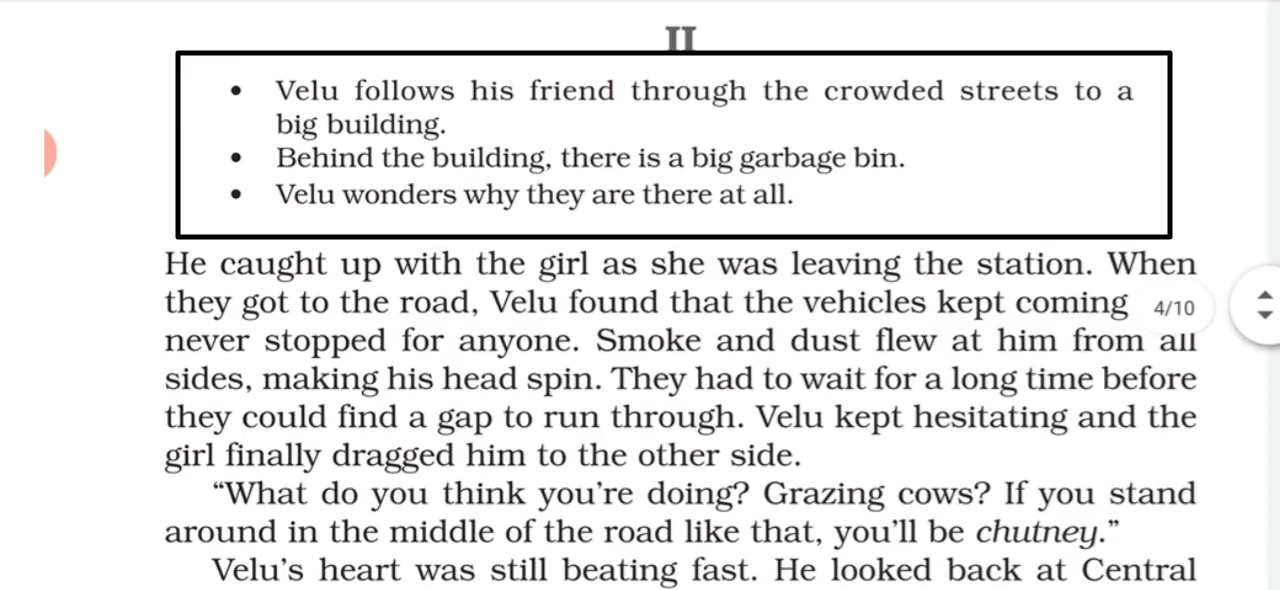 II
• Velu follows his friend through the crowded streets to a
big building.
• Behind the building, there is a big garbage bin.
• Velu wonders why they are there at all.
He caught up with the girl as she was leaving the station. When
they got to the road, Velu found that the vehicles kept coming
4/10
never stopped for anyone. Smoke and dust flew at him from all
sides, making his head spin. They had to wait for a long time before
they could find a gap to run through. Velu kept hesitating and the
girl finally dragged him to the other side.
“What do you think you’re doing? Grazing cows? If you stand
around in the middle of the road like that, you’ll be chutney.”
Velu’s heart was still beating fast. He looked back at Central